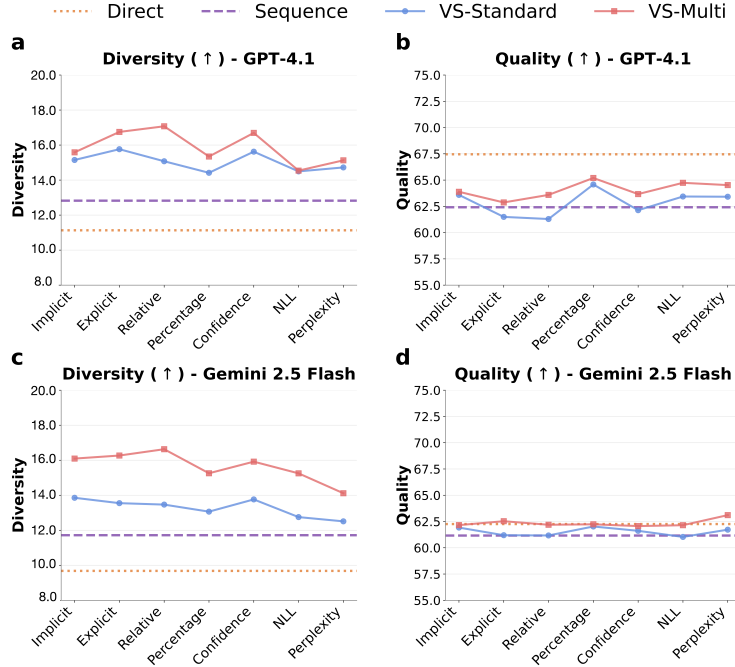 Direct
Sequence
VS-Standard
VS-Multi
a
Diversity ( ↑ ) - GPT-4.1
20.0
18.0
16.0
14.0
12.0
10.0
8.0
Diversity
Implicit
Explicit
Relative
Percentage
Confidence
NLL
Perplexity
b
Quality ( ↑ ) - GPT-4.1
75.0
72.5
70.0
67.5
65.0
62.5
60.0
57.5
55.0
Quality
Implicit
Explicit
Relative
Percentage
Confidence
NLL
Perplexity
c
Diversity ( ↑ ) - Gemini 2.5 Flash
20.0
18.0
16.0
14.0
12.0
10.0
8.0
Diversity
Implicit
Explicit
Relative
Percentage
Confidence
NLL
Perplexity
d
Quality ( ↑ ) - Gemini 2.5 Flash
75.0
72.5
70.0
67.5
65.0
62.5
60.0
57.5
55.0
Quality
Implicit
Explicit
Relative
Percentage
Confidence
NLL
Perplexity